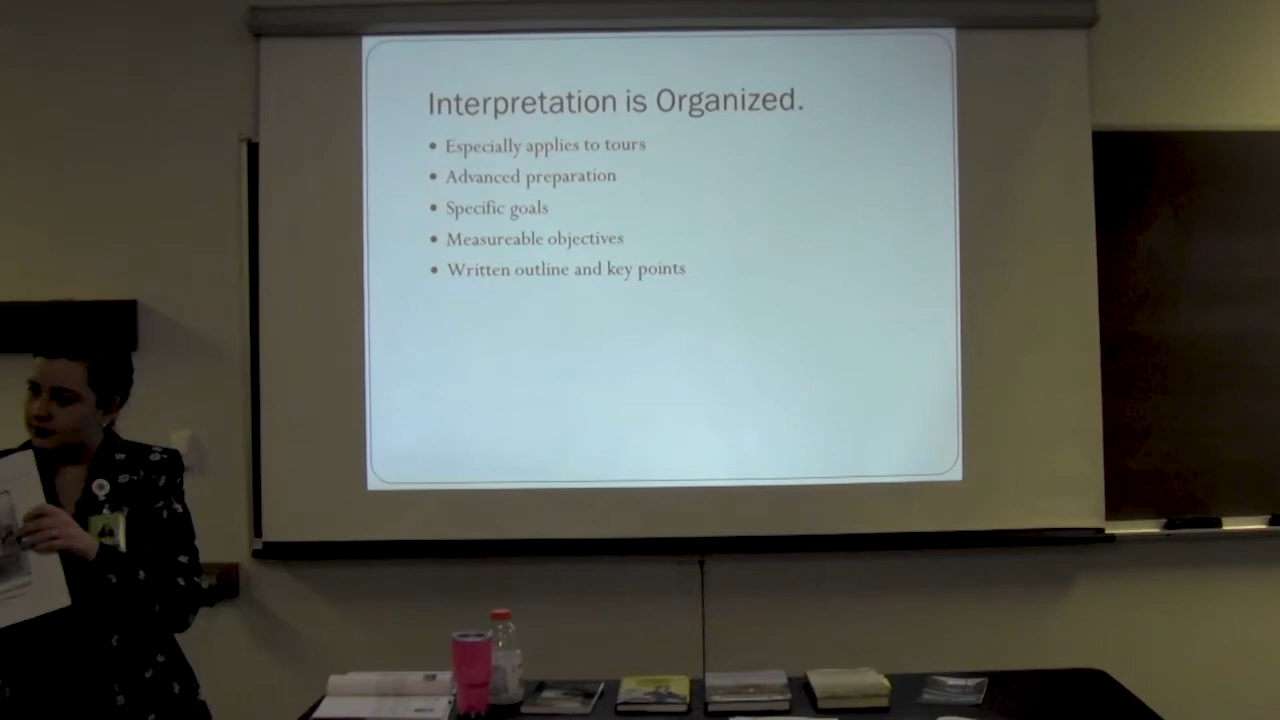 Interpretation is Organized.
• Especially applies to tours
• Advanced preparation
• Specific goals
• Measureable objectives
• Written outline and key points